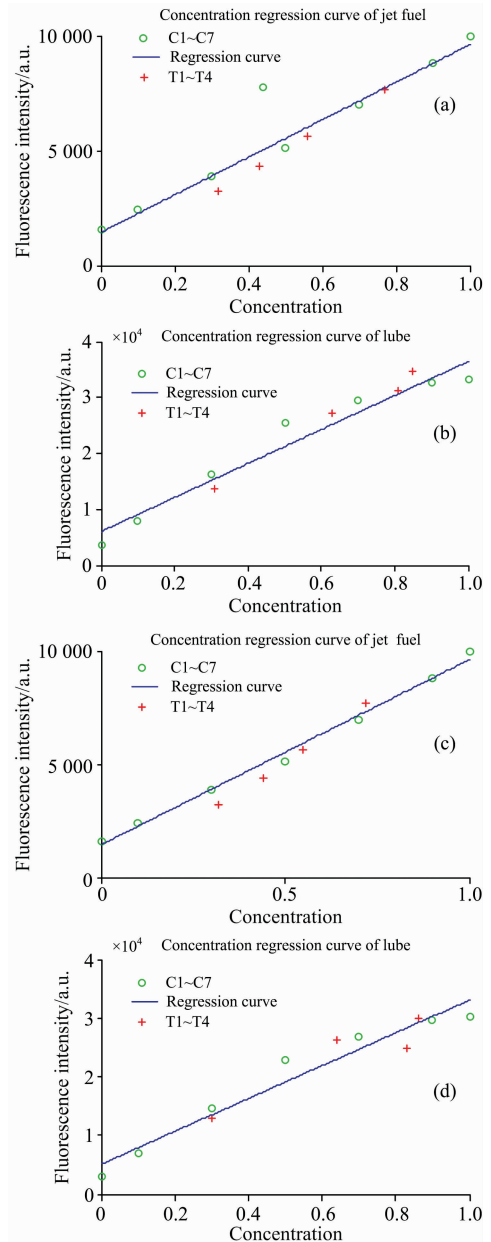 Concentration regression curve of jet fuel
10 000
C1~C7
Regression curve
T1~T4
(a)
5 000
0
Fluorescence intensity/a.u.
0 0.2 0.4 0.6 0.8 1.0
Concentration
×10⁴ Concentration regression curve of lube
4
C1~C7
Regression curve
3
T1~T4
(b)
2
1
0
Fluorescence intensity/a.u.
0 0.2 0.4 0.6 0.8 1.0
Concentration
Concentration regression curve of jet fuel
10 000
C1~C7
Regression curve
T1~T4
(c)
5 000
0
Fluorescence intensity/a.u.
0 0.5 1.0
Concentration
×10⁴ Concentration regression curve of lube
4
C1~C7
Regression curve
3
T1~T4
2
(d)
1
0
Fluorescence intensity/a.u.
0 0.2 0.4 0.6 0.8 1.0
Concentration